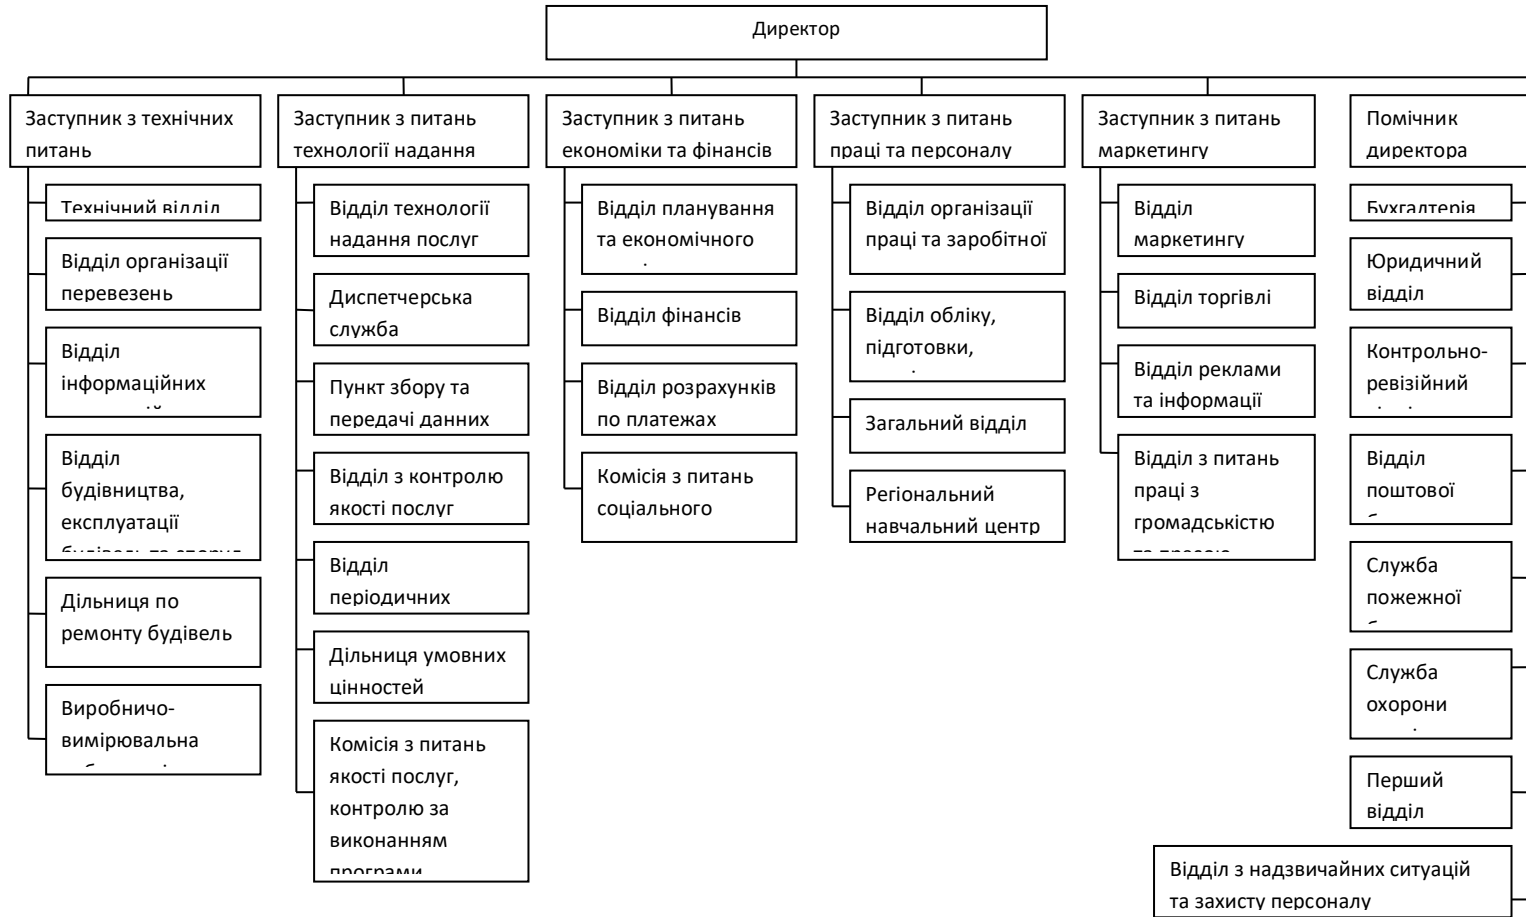 Директор
Заступник з технічних
питань
Технічний відділ
Відділ організації
перевезень
Відділ
інформаційних
Відділ
будівництва,
експлуатації
будівель та споруд
Дільниця по
ремонту будівель
Виробничо-
вимірювальна
Заступник з питань
технології надання
Відділ технології
надання послуг
Диспетчерська
служба
Пункт збору та
передачі данних
Відділ з контролю
якості послуг
Відділ
періодичних
Дільниця умовних
цінностей
Комісія з питань
якості послуг,
контролю за
виконанням
програми
Заступник з питань
економіки та фінансів
Відділ планування
та економічного
Відділ фінансів
Відділ розрахунків
по платежах
Комісія з питань
соціального
Заступник з питань
праці та персоналу
Відділ організації
праці та заробітної
Відділ обліку,
підготовки,
Загальний відділ
Регіональний
навчальний центр
Заступник з питань
маркетингу
Відділ
маркетингу
Відділ торгівлі
Відділ реклами
та інформації
Відділ з питань
праці з
громадськістю
та пресою
Помічник
директора
Бухгалтерія
Юридичний
відділ
Контрольно-
ревізійний
Відділ
поштової
Служба
пожежної
Служба
охорони
Перший
відділ
Відділ з надзвичайних ситуацій
та захисту персоналу